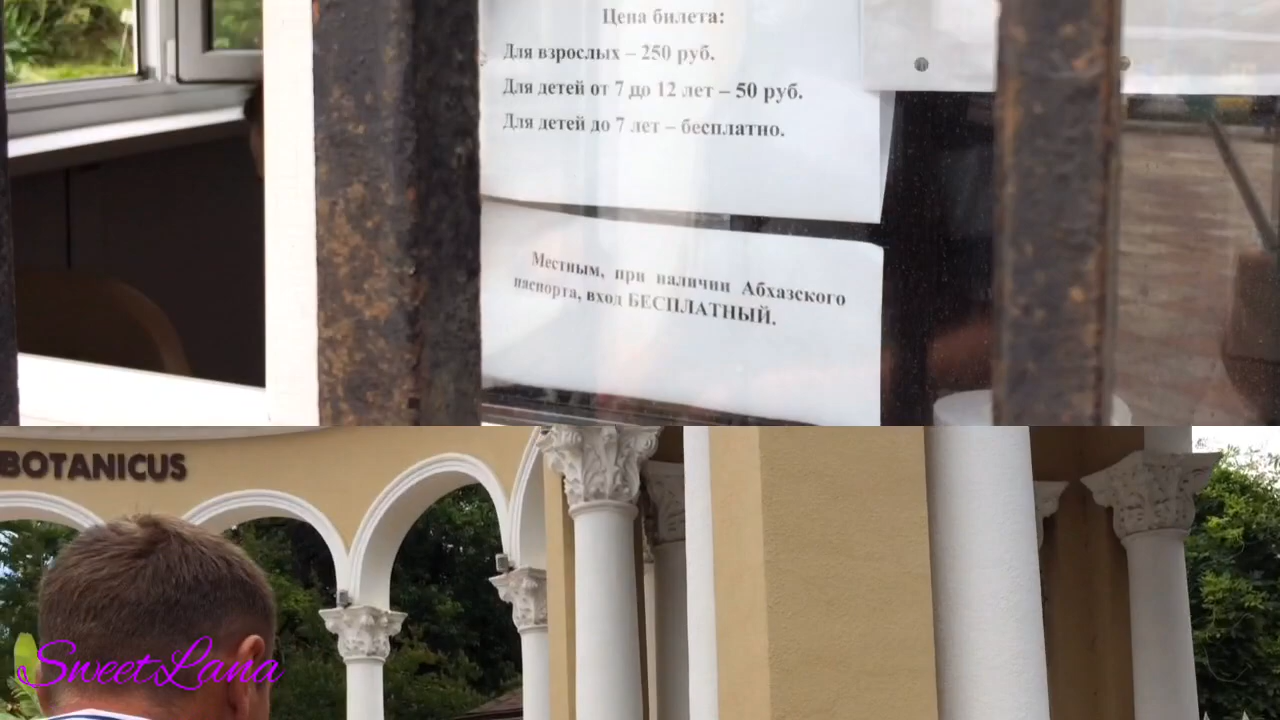 Цена билета:
Для взрослых – 250 руб.
Для детей от 7 до 12 лет – 50 руб.
Для детей до 7 лет – бесплатно.
Местным, при наличии Абхазского
паспорта, вход БЕСПЛАТНЫЙ.
BOTANICUS
SweetLana